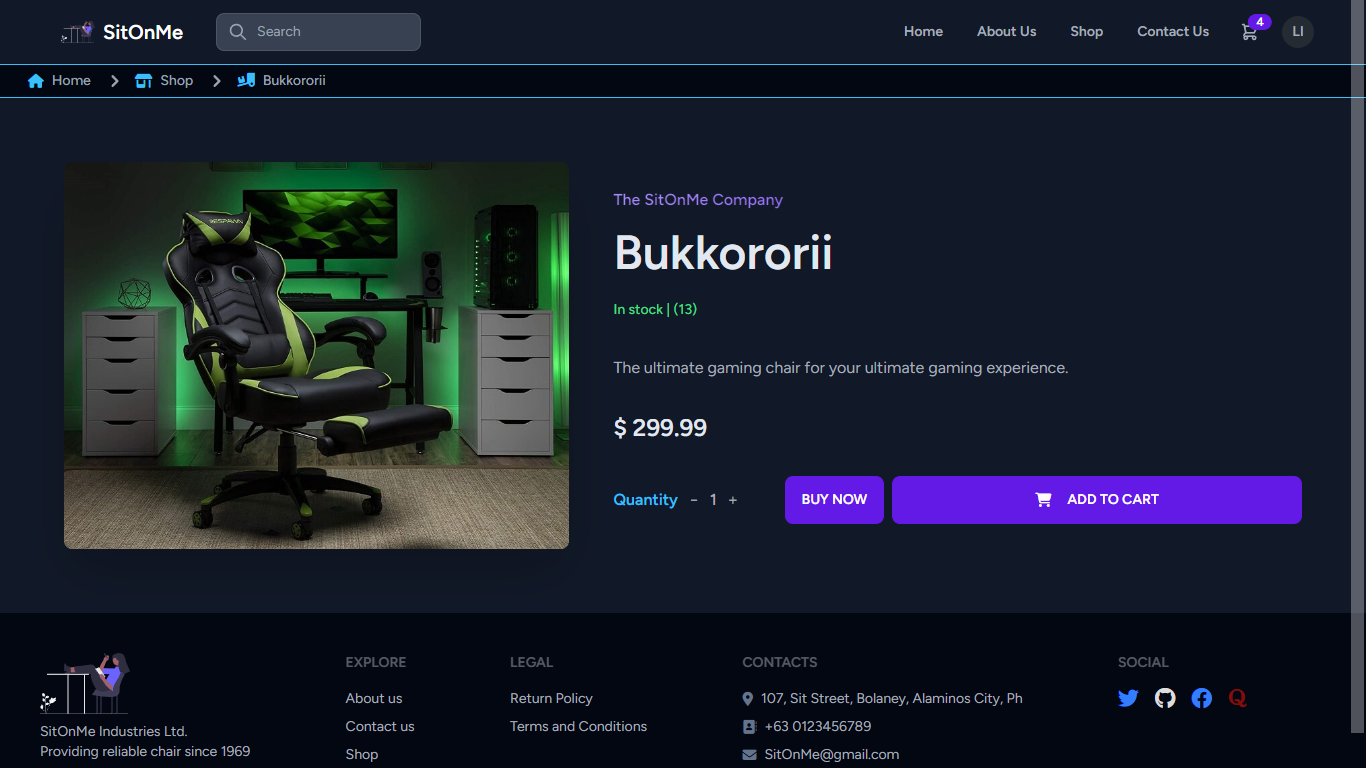 SitOnMe
Search
Home
About Us
Shop
Contact Us
4
LI
Home
Shop
Bukkororii
RESPAWN
The SitOnMe Company
Bukkororii
In stock | (13)
The ultimate gaming chair for your ultimate gaming experience.
$ 299.99
Quantity - 1 +
BUY NOW
ADD TO CART
SitOnMe Industries Ltd.
Providing reliable chair since 1969
EXPLORE
About us
Contact us
Shop
LEGAL
Return Policy
Terms and Conditions
CONTACTS
107, Sit Street, Bolaney, Alaminos City, Ph
+63 0123456789
SitOnMe@gmail.com
SOCIAL